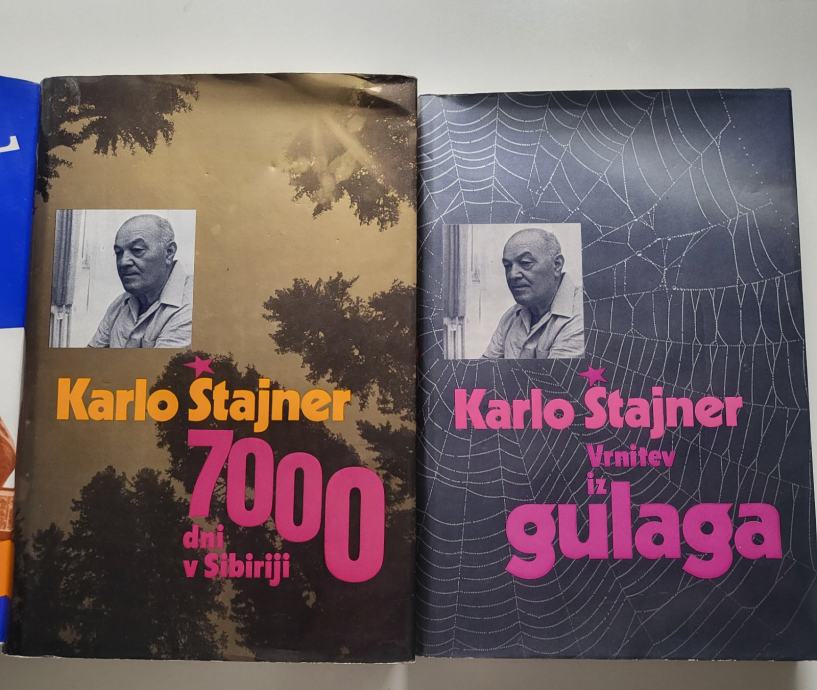 Karlo Štajner
7000
dni
v Sibiriji
Karlo Štajner
Vrnitev
iz
gulaga